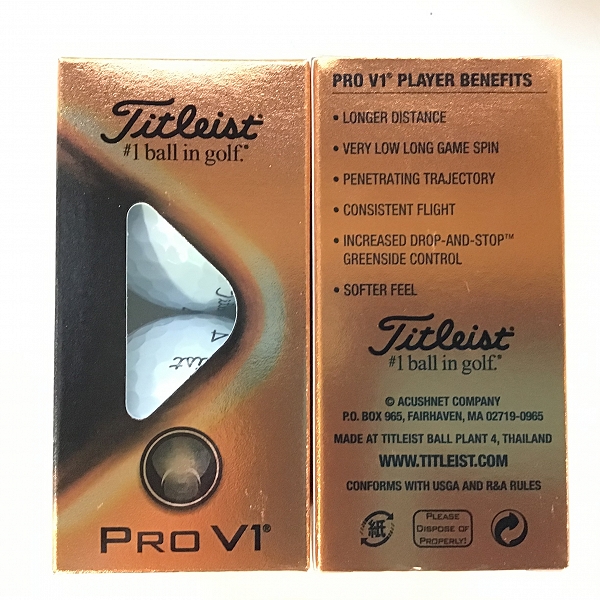 Titleist®
#1 ball in golf.®
PRO V1®
PRO V1® PLAYER BENEFITS
• LONGER DISTANCE
• VERY LOW LONG GAME SPIN
• PENETRATING TRAJECTORY
• CONSISTENT FLIGHT
• INCREASED DROP-AND-STOP™
GREENSIDE CONTROL
• SOFTER FEEL
Titleist®
#1 ball in golf.®
© ACUSHNET COMPANY
P.O. BOX 965, FAIRHAVEN, MA 02719-0965
MADE AT TITLEIST BALL PLANT 4, THAILAND
WWW.TITLEIST.COM
CONFORMS WITH USGA AND R&A RULES
紙
PLEASE
DISPOSE OF
PROPERLY!